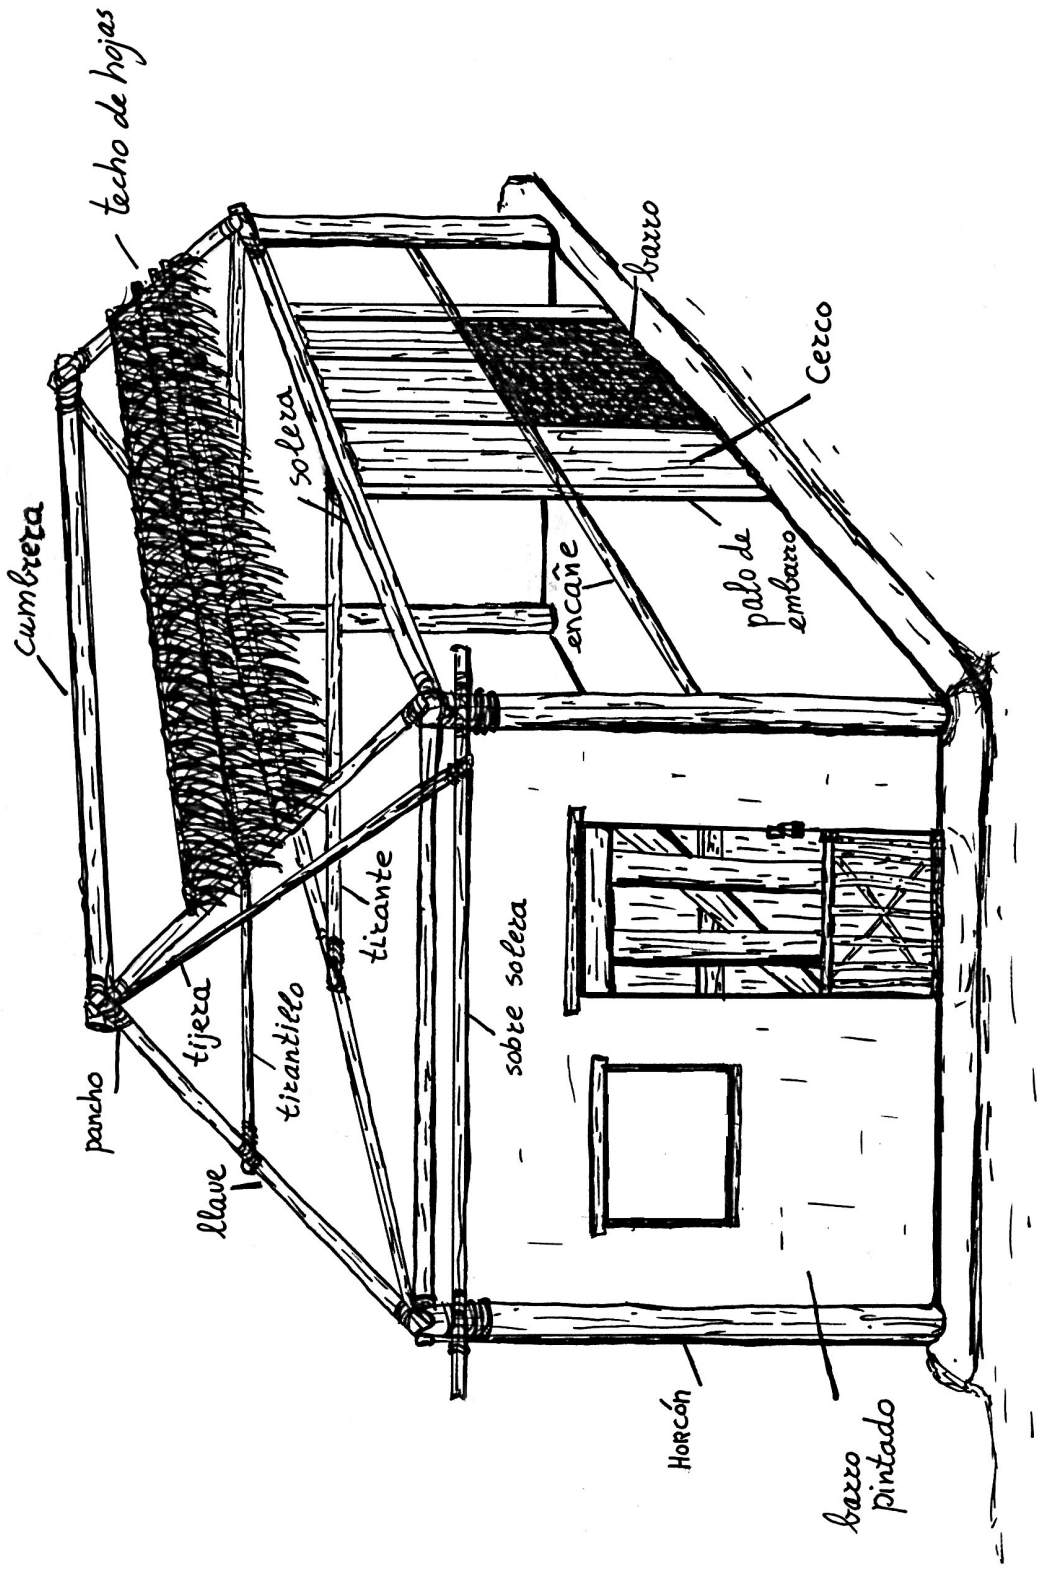 cumbrera
techo de hojas
pancho
tijera
llave
tirantillo
tirante
solera
sobre solera
encañe
barro
Cerco
palo de
embarro
HORCÓN
barro
pintado